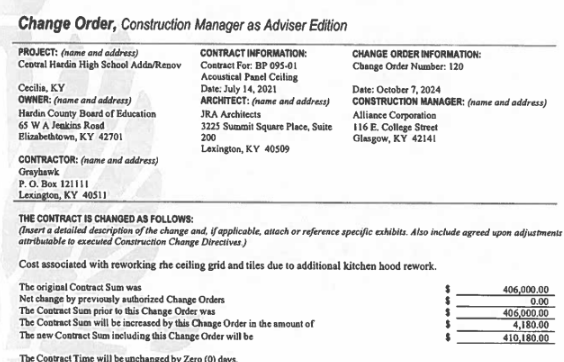 Change Order, Construction Manager as Adviser Edition
PROJECT: (name and address)
Central Hardin High School Addn/Renov
Cecilia, KY
OWNER: (name and address)
Hardin County Board of Education
65 W A Jenkins Road
Elizabethtown, KY 42701
CONTRACTOR: (name and address)
Grayhawk
P. O. Box 121111
Lexington, KY 40511
CONTRACT INFORMATION:
Contract For: BP 095-01
Acoustical Panel Ceiling
Date: July 14, 2021
ARCHITECT: (name and address)
JRA Architects
3225 Summit Square Place, Suite
200
Lexington, KY 40509
CHANGE ORDER INFORMATION:
Change Order Number: 120
Date: October 7, 2024
CONSTRUCTION MANAGER: (name and address)
Alliance Corporation
116 E. College Street
Glasgow, KY 42141
THE CONTRACT IS CHANGED AS FOLLOWS:
(Insert a detailed description of the change and, if applicable, attach or reference specific exhibits. Also include agreed upon adjustments
attributable to executed Construction Change Directives.)
Cost associated with reworking rhe ceiling grid and tiles due to additional kitchen hood rework.
The original Contract Sum was $ 406,000.00
Net change by previously authorized Change Orders $ 0.00
The Contract Sum prior to this Change Order was $ 406,000.00
The Contract Sum will be increased by this Change Order in the amount of $ 4,180.00
The new Contract Sum including this Change Order will be $ 410,180.00
The Contract Time will be unchanged by Zero (0) days.